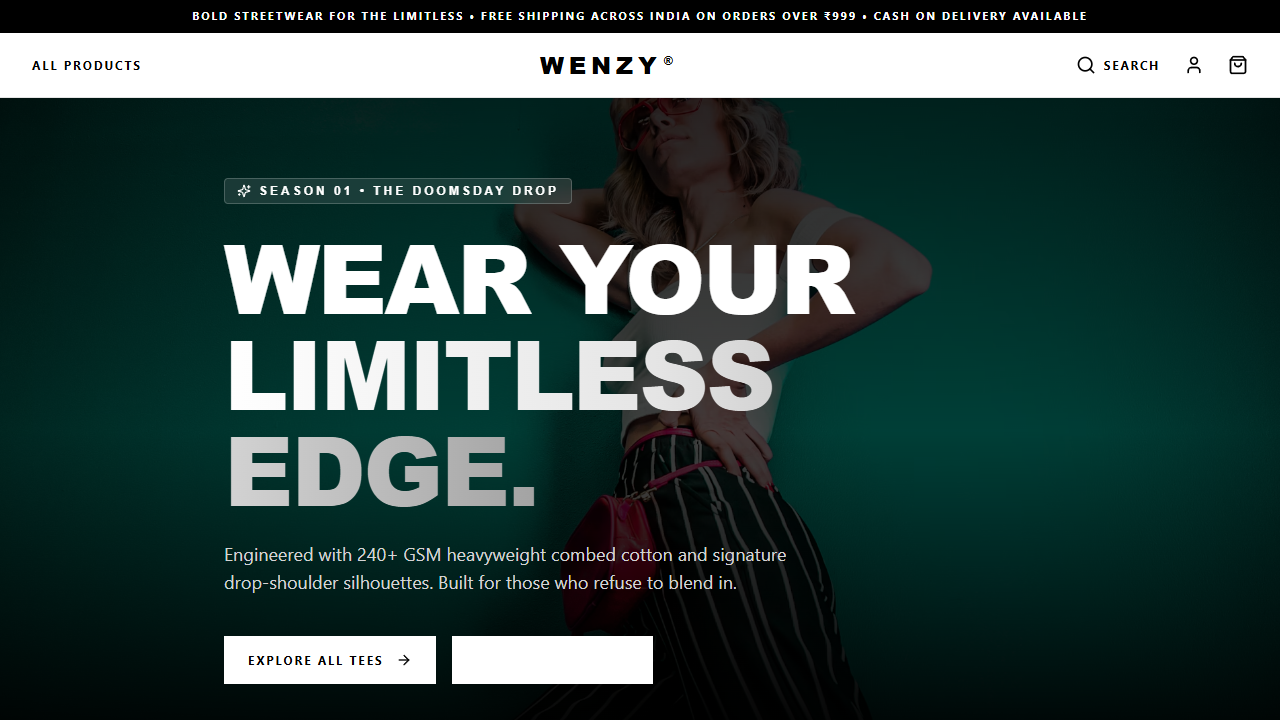 BOLD STREETWEAR FOR THE LIMITLESS • FREE SHIPPING ACROSS INDIA ON ORDERS OVER ₹999 • CASH ON DELIVERY AVAILABLE
ALL PRODUCTS
WENZY®
SEARCH
SEASON 01 • THE DOOMSDAY DROP
WEAR YOUR
LIMITLESS
EDGE.
Engineered with 240+ GSM heavyweight combed cotton and signature
drop-shoulder silhouettes. Built for those who refuse to blend in.
EXPLORE ALL TEES